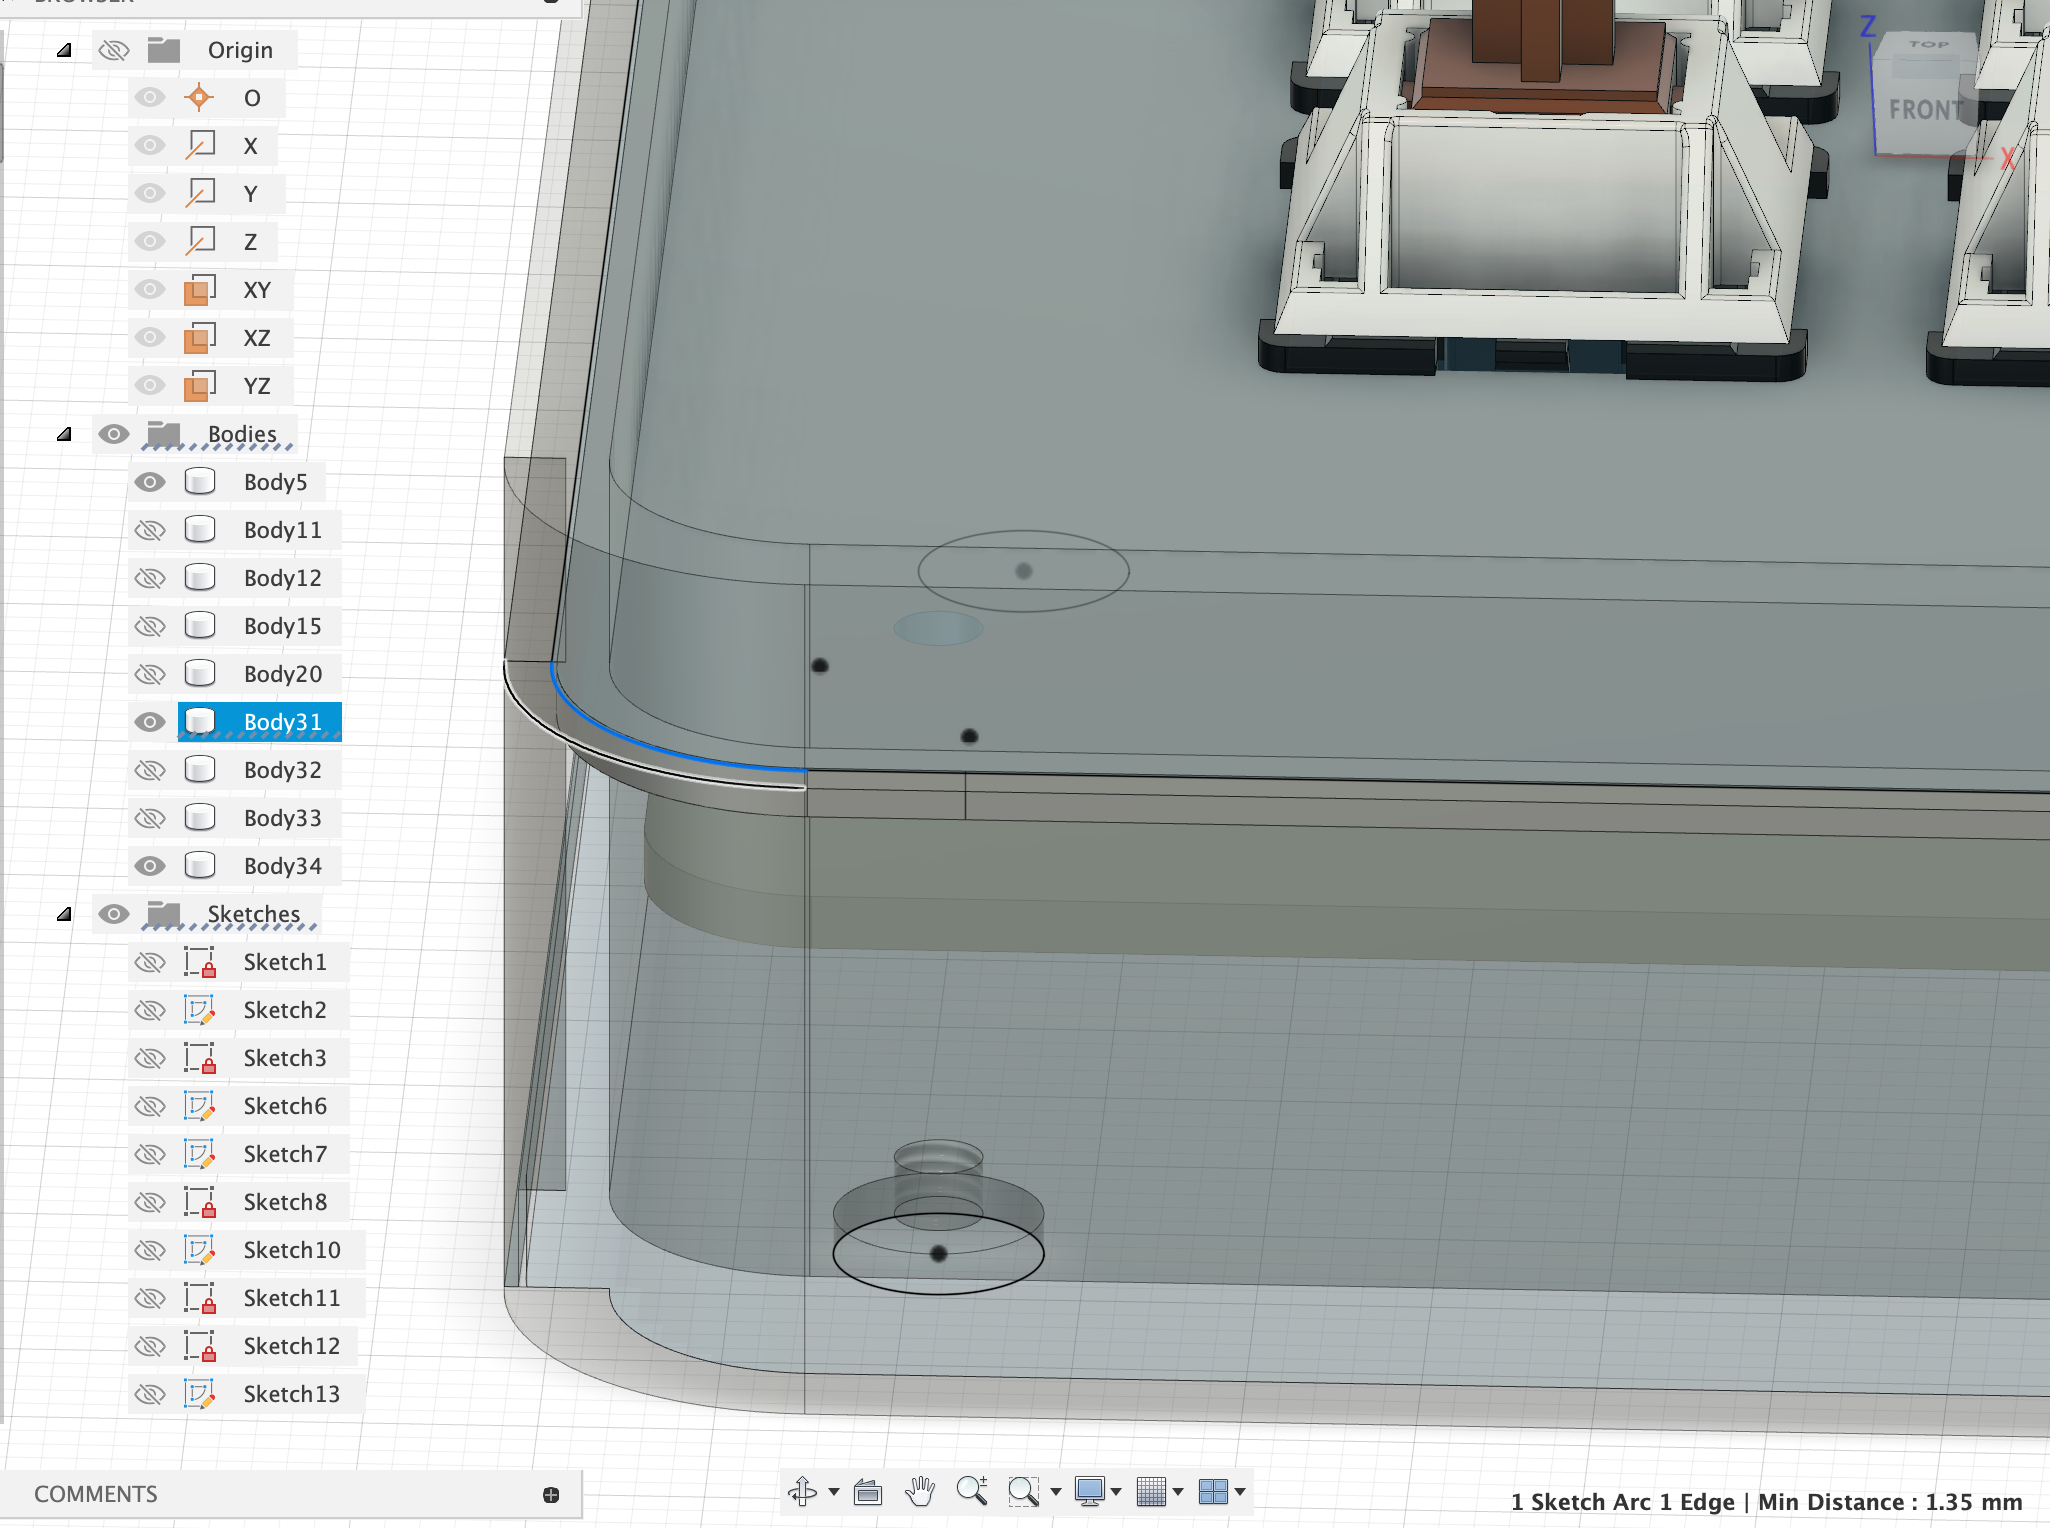 BROWSER
Origin
O
X
Y
Z
XY
XZ
YZ
Bodies
Body5
Body11
Body12
Body15
Body20
Body31
Body32
Body33
Body34
Sketches
Sketch1
Sketch2
Sketch3
Sketch6
Sketch7
Sketch8
Sketch10
Sketch11
Sketch12
Sketch13
COMMENTS
Z
TOP
FRONT
X
1 Sketch Arc 1 Edge | Min Distance : 1.35 mm